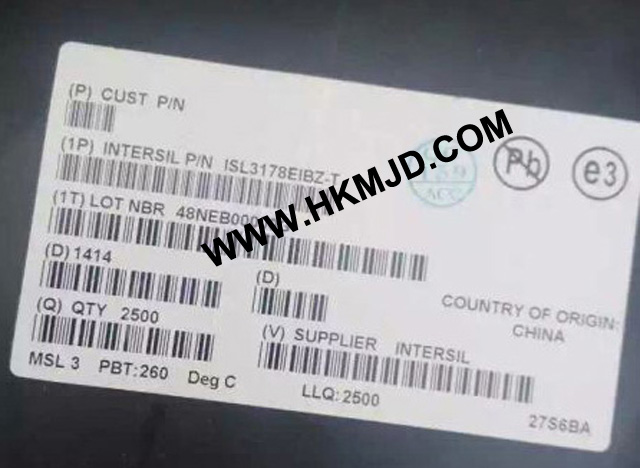 (P) CUST P/N
(1P) INTERSIL P/N ISL3178EIBZ-T
(1T) LOT NBR 48NEB000
(D) 1414
(D)
(Q) QTY 2500
(V) SUPPLIER INTERSIL
COUNTRY OF ORIGIN:
CHINA
MSL 3 PBT:260 Deg C
LLQ:2500
27S6BA
Pb
e3
ACC
WWW.HKMJD.COM